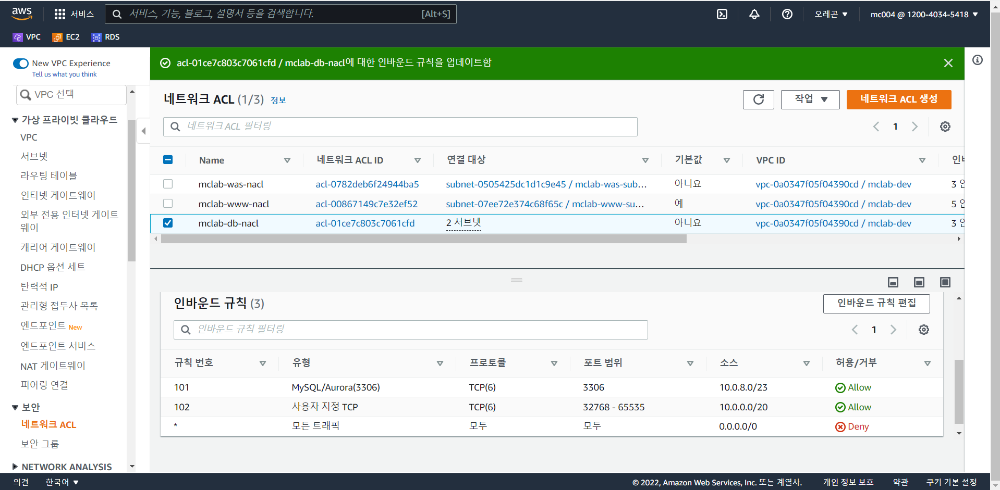 aws
서비스
서비스, 기능, 블로그, 설명서 등을 검색합니다.
[Alt+S]
오레곤
mc004 @ 1200-4034-5418
VPC
EC2
RDS
New VPC Experience
Tell us what you think
VPC 선택
가상 프라이빗 클라우드
VPC
서브넷
라우팅 테이블
인터넷 게이트웨이
외부 전용 인터넷 게이트
웨이
캐리어 게이트웨이
DHCP 옵션 세트
탄력적 IP
관리형 접두사 목록
엔드포인트 New
엔드포인트 서비스
NAT 게이트웨이
피어링 연결
보안
네트워크 ACL
보안 그룹
NETWORK ANALYSIS
acl-01ce7c803c7061cfd / mclab-db-nacl에 대한 인바운드 규칙을 업데이트함
네트워크 ACL (1/3) 정보
작업
네트워크 ACL 생성
네트워크 ACL 필터링
1
Name 네트워크 ACL ID 연결 대상 기본값 VPC ID
mclab-was-nacl acl-0782deb6f24944ba5 subnet-0505425dc1d1c9e45 / mclab-was-sub... 아니요 vpc-0a0347f05f04390cd / mclab-dev 3
mclab-www-nacl acl-00867149c7e32ef52 subnet-07ee72e374c68f65c / mclab-www-su... 예 vpc-0a0347f05f04390cd / mclab-dev 5
mclab-db-nacl acl-01ce7c803c7061cfd 2 서브넷 아니요 vpc-0a0347f05f04390cd / mclab-dev 3
인바운드 규칙 (3)
인바운드 규칙 편집
인바운드 규칙 필터링
1
규칙 번호 유형 프로토콜 포트 범위 소스 허용/거부
101 MySQL/Aurora(3306) TCP(6) 3306 10.0.8.0/23 Allow
102 사용자 지정 TCP TCP(6) 32768 - 65535 10.0.0.0/20 Allow
* 모든 트래픽 모두 모두 0.0.0.0/0 Deny
의견
한국어
© 2022, Amazon Web Services, Inc. 또는 계열사.
개인 정보 보호
약관
쿠키 기본 설정